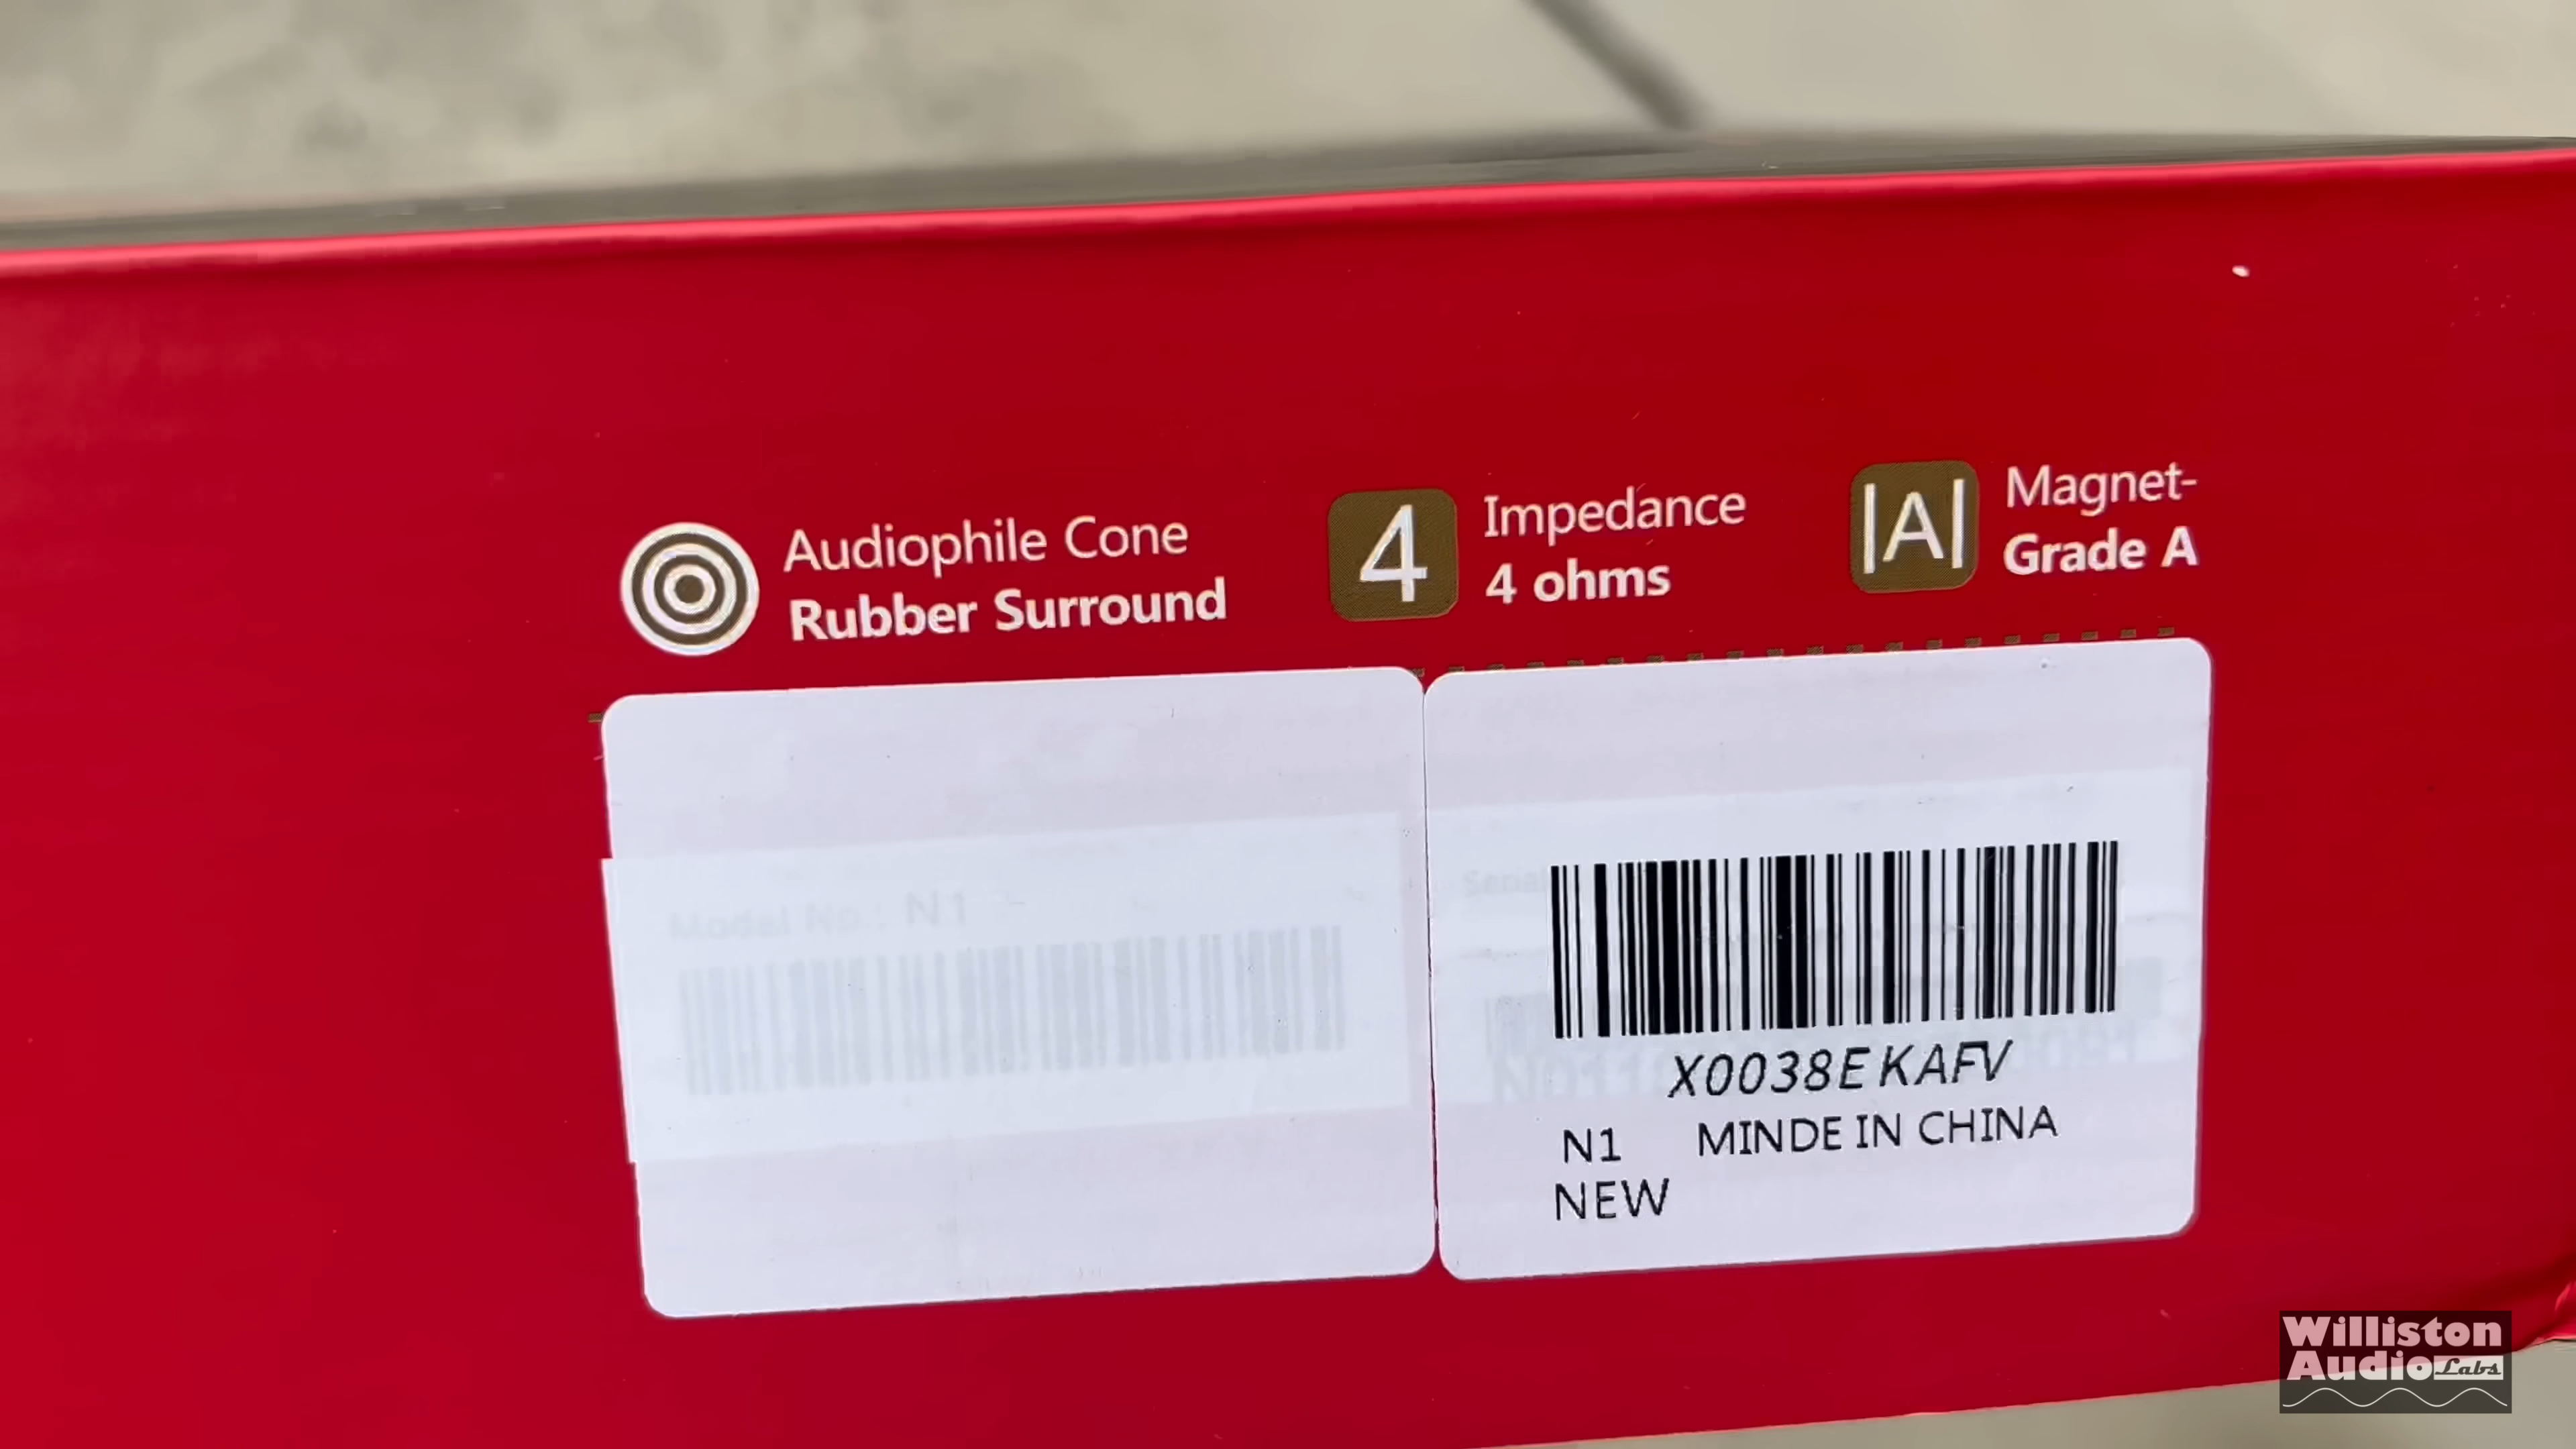 Audiophile Cone
Rubber Surround
4
Impedance
4 ohms
|A|
Magnet-
Grade A
Model No.: N1
X0038EKAFV
N1 MINDE IN CHINA
NEW
Williston
Audio Labs